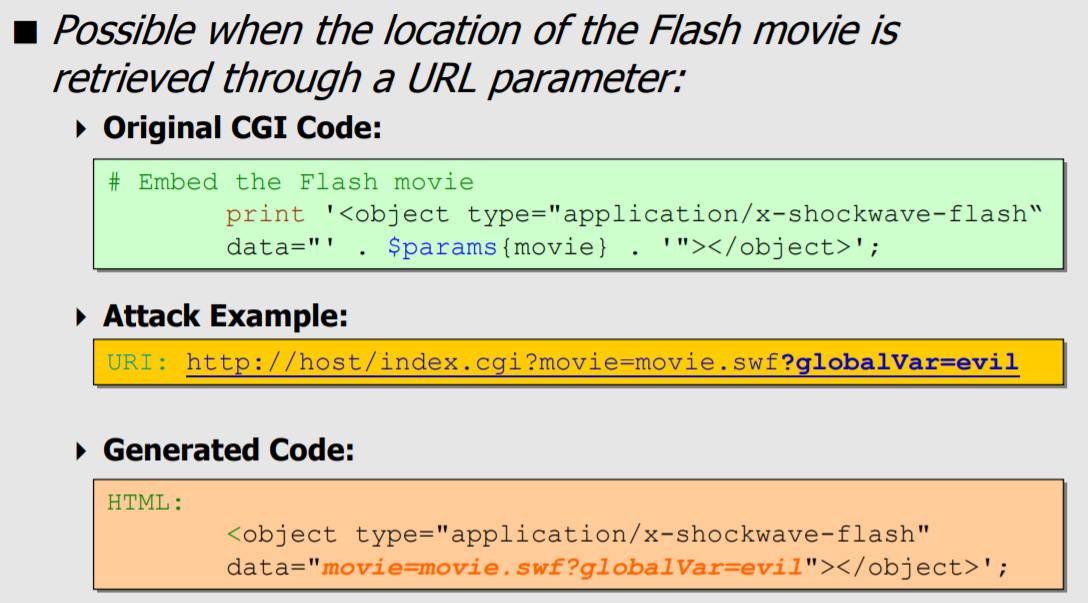 ■ Possible when the location of the Flash movie is
retrieved through a URL parameter:
Original CGI Code:
# Embed the Flash movie
print '<object type="application/x-shockwave-flash“
data="' . $params{movie} . '"></object>';
Attack Example:
URI: http://host/index.cgi?movie=movie.swf?globalVar=evil
Generated Code:
HTML:
<object type="application/x-shockwave-flash"
data="movie=movie.swf?globalVar=evil"></object>';